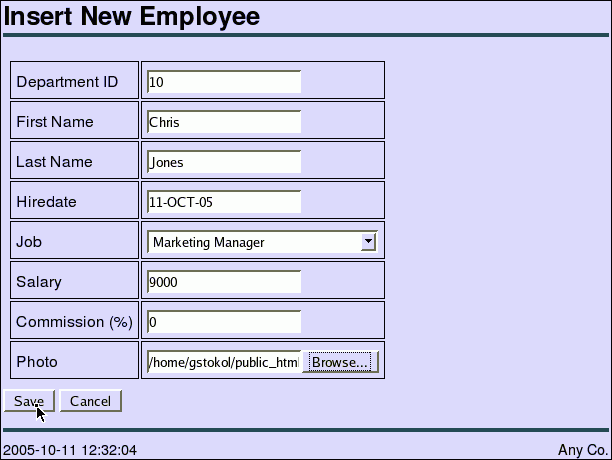 Insert New Employee
Department ID 10
First Name Chris
Last Name Jones
Hiredate 11-OCT-05
Job Marketing Manager
Salary 9000
Commission (%) 0
Photo /home/gstokol/public_html Browse...
Save Cancel
2005-10-11 12:32:04 Any Co.